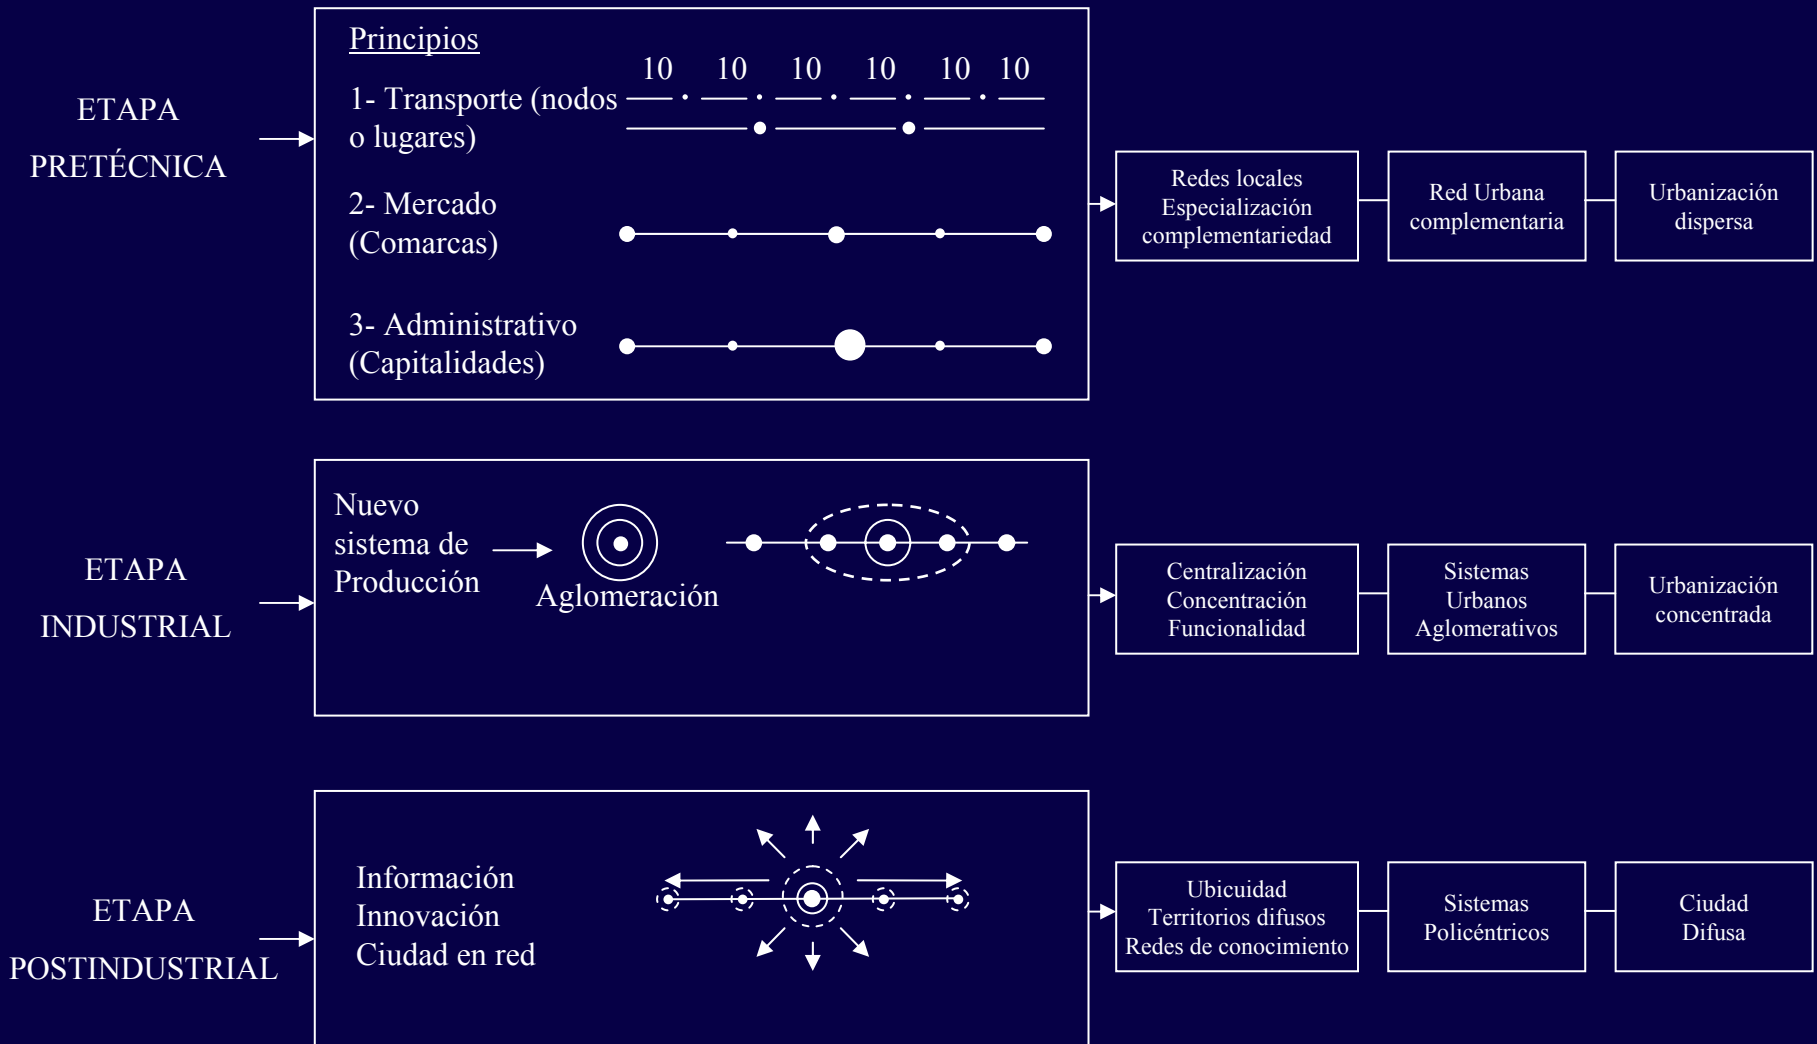 ETAPA
PRETÉCNICA
Principios
10 10 10 10 10 10
1- Transporte (nodos
o lugares)
2- Mercado
(Comarcas)
3- Administrativo
(Capitalidades)
Redes locales
Especialización
complementariedad
Red Urbana
complementaria
Urbanización
dispersa
ETAPA
INDUSTRIAL
Nuevo
sistema de
Producción
Aglomeración
Centralización
Concentración
Funcionalidad
Sistemas
Urbanos
Aglomerativos
Urbanización
concentrada
ETAPA
POSTINDUSTRIAL
Información
Innovación
Ciudad en red
Ubicuidad
Territorios difusos
Redes de conocimiento
Sistemas
Policéntricos
Ciudad
Difusa